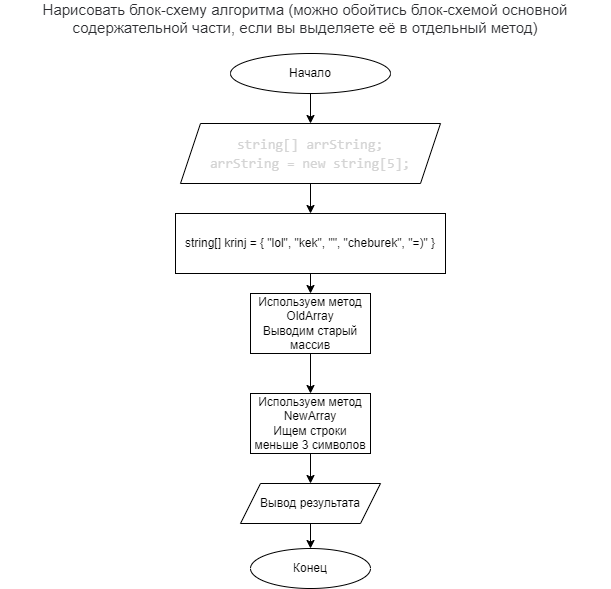 Нарисовать блок-схему алгоритма (можно обойтись блок-схемой основной
содержательной части, если вы выделяете её в отдельный метод)
Начало
string[] arrString;
arrString = new string[5];
string[] krinj = { "lol", "kek", "", "cheburek", "=)" }
Используем метод
OldArray
Выводим старый
массив
Используем метод
NewArray
Ищем строки
меньше 3 символов
Вывод результата
Конец